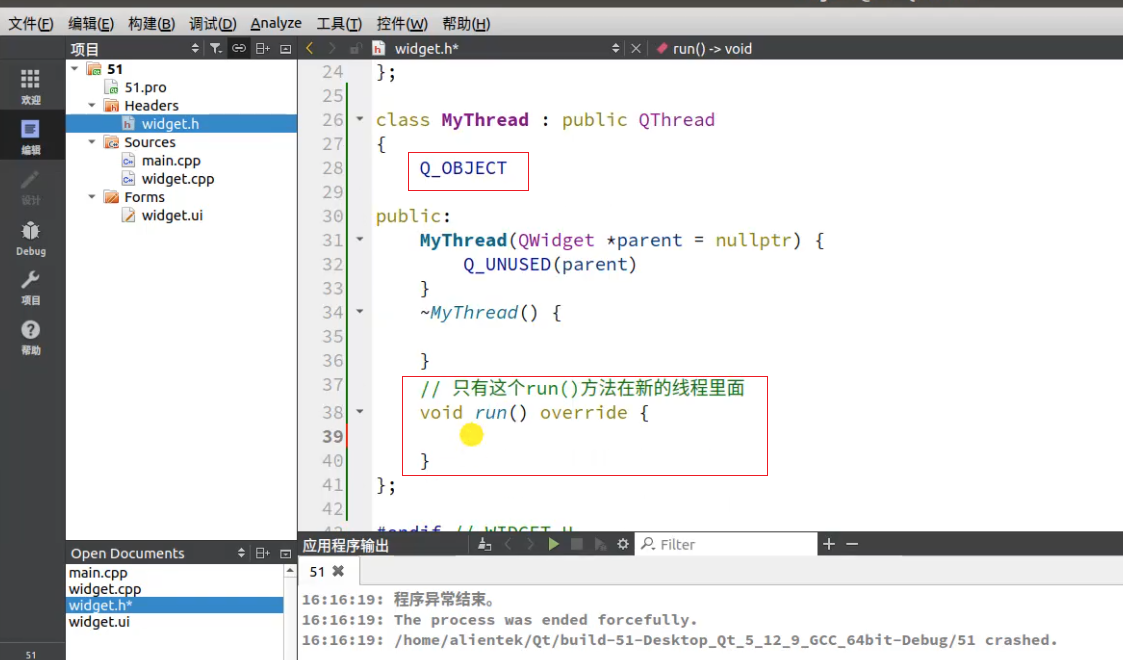 文件(F) 编辑(E) 构建(B) 调试(D) Analyze 工具(T) 控件(W) 帮助(H)
项目
widget.h*
run() -> void
欢迎
编辑
设计
Debug
项目
帮助
51
51.pro
Headers
widget.h
Sources
main.cpp
widget.cpp
Forms
widget.ui
24 };
25
26 class MyThread : public QThread
27 {
28 Q_OBJECT
29
30 public:
31 MyThread(QWidget *parent = nullptr) {
32 Q_UNUSED(parent)
33 }
34 ~MyThread() {
35
36 }
37 // 只有这个run()方法在新的线程里面
38 void run() override {
39
40 }
41 };
42
Open Documents
main.cpp
widget.cpp
widget.h*
widget.ui
51
应用程序输出
Filter
51
16:16:19: 程序异常结束。
16:16:19: The process was ended forcefully.
16:16:19: /home/alientek/Qt/build-51-Desktop_Qt_5_12_9_GCC_64bit-Debug/51 crashed.